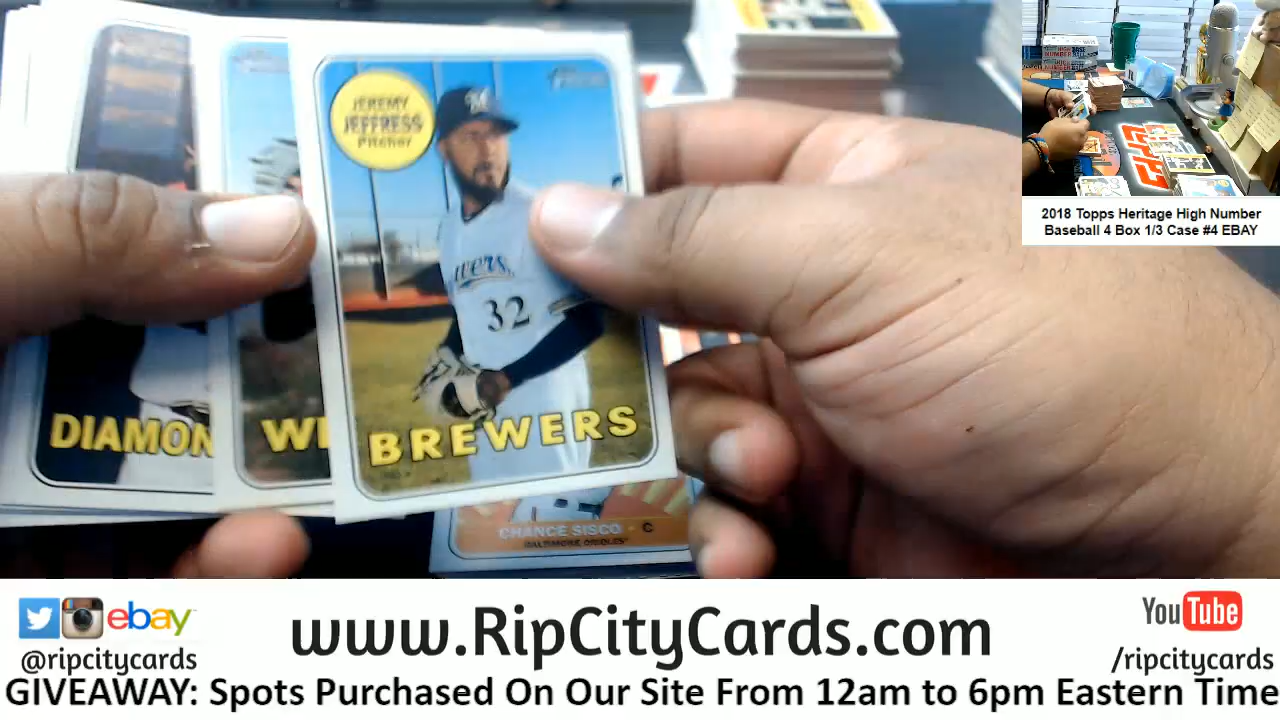 JEREMY
JEFFRESS
Pitcher
wers
32
DIAMON
WI
BREWERS
CHANCE SISCO - C
BALTIMORE ORIOLES
2018 Topps Heritage High Number
Baseball 4 Box 1/3 Case #4 EBAY
ebay
@ripcitycards
www.RipCityCards.com
YouTube
/ripcitycards
GIVEAWAY: Spots Purchased On Our Site From 12am to 6pm Eastern Time